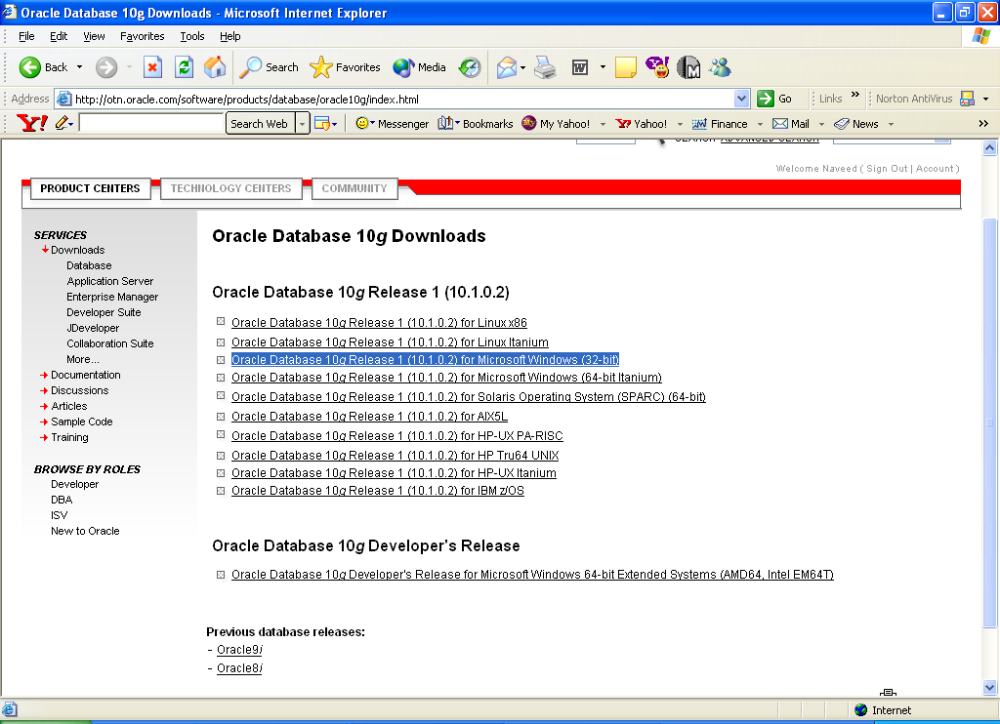 Oracle Database 10g Downloads - Microsoft Internet Explorer
File Edit View Favorites Tools Help
Back Search Favorites Media
Address http://otn.oracle.com/software/products/database/oracle10g/index.html Go Links » Norton AntiVirus
Y! Search Web Messenger Bookmarks My Yahoo! Yahoo! Finance Mail News »
SEARCH ADVANCED SEARCH
Welcome Naveed ( Sign Out | Account )
PRODUCT CENTERS TECHNOLOGY CENTERS COMMUNITY
SERVICES
Downloads
Database
Application Server
Enterprise Manager
Developer Suite
JDeveloper
Collaboration Suite
More...
Documentation
Discussions
Articles
Sample Code
Training
BROWSE BY ROLES
Developer
DBA
ISV
New to Oracle
Oracle Database 10g Downloads
Oracle Database 10g Release 1 (10.1.0.2)
Oracle Database 10g Release 1 (10.1.0.2) for Linux x86
Oracle Database 10g Release 1 (10.1.0.2) for Linux Itanium
Oracle Database 10g Release 1 (10.1.0.2) for Microsoft Windows (32-bit)
Oracle Database 10g Release 1 (10.1.0.2) for Microsoft Windows (64-bit Itanium)
Oracle Database 10g Release 1 (10.1.0.2) for Solaris Operating System (SPARC) (64-bit)
Oracle Database 10g Release 1 (10.1.0.2) for AIX5L
Oracle Database 10g Release 1 (10.1.0.2) for HP-UX PA-RISC
Oracle Database 10g Release 1 (10.1.0.2) for HP Tru64 UNIX
Oracle Database 10g Release 1 (10.1.0.2) for HP-UX Itanium
Oracle Database 10g Release 1 (10.1.0.2) for IBM z/OS
Oracle Database 10g Developer's Release
Oracle Database 10g Developer's Release for Microsoft Windows 64-bit Extended Systems (AMD64, Intel EM64T)
Previous database releases:
- Oracle9i
- Oracle8i
Internet